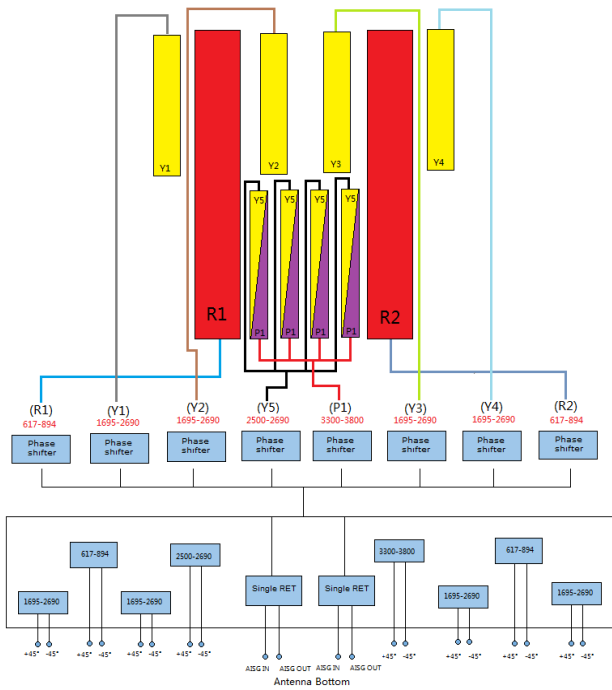 Y1
Y2
Y3
Y4
Y5
Y5
Y5
Y5
R1
R2
P1
P1
P1
P1
(R1)
617-894
(Y1)
1695-2690
(Y2)
1695-2690
(Y5)
2500-2690
(P1)
3300-3800
(Y3)
1695-2690
(Y4)
1695-2690
(R2)
617-894
Phase
shifter
Phase
shifter
Phase
shifter
Phase
shifter
Phase
shifter
Phase
shifter
Phase
shifter
Phase
shifter
617-894
2500-2690
3300-3800
617-894
1695-2690
1695-2690
Single RET
Single RET
1695-2690
1695-2690
+45° -45°
+45° -45°
+45° -45°
+45° -45°
AISG IN AISG OUT
AISG IN AISG OUT
+45° -45°
+45° -45°
+45° -45°
+45° -45°
Antenna Bottom